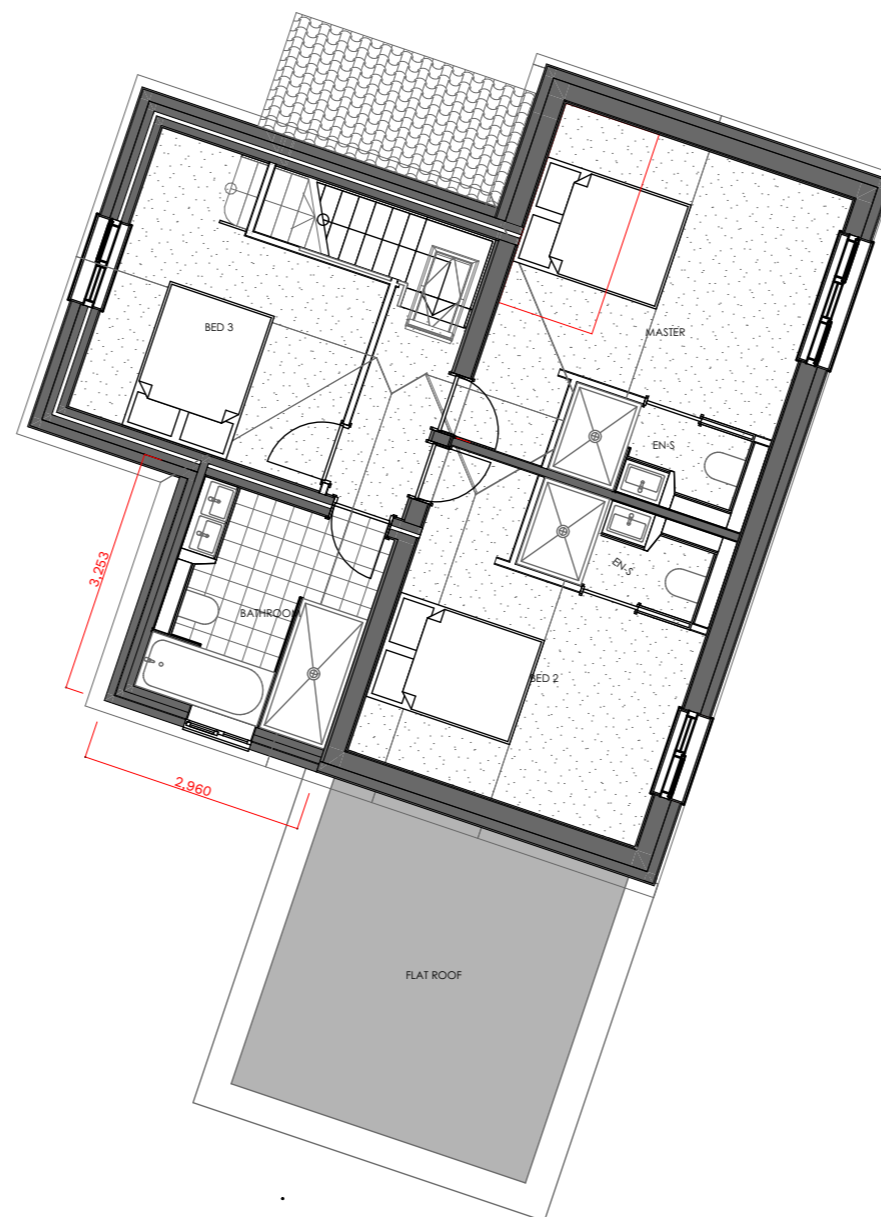 BED 3
MASTER
EN-S
EN-S
3,253
BATHROOM
BED 2
2,960
FLAT ROOF